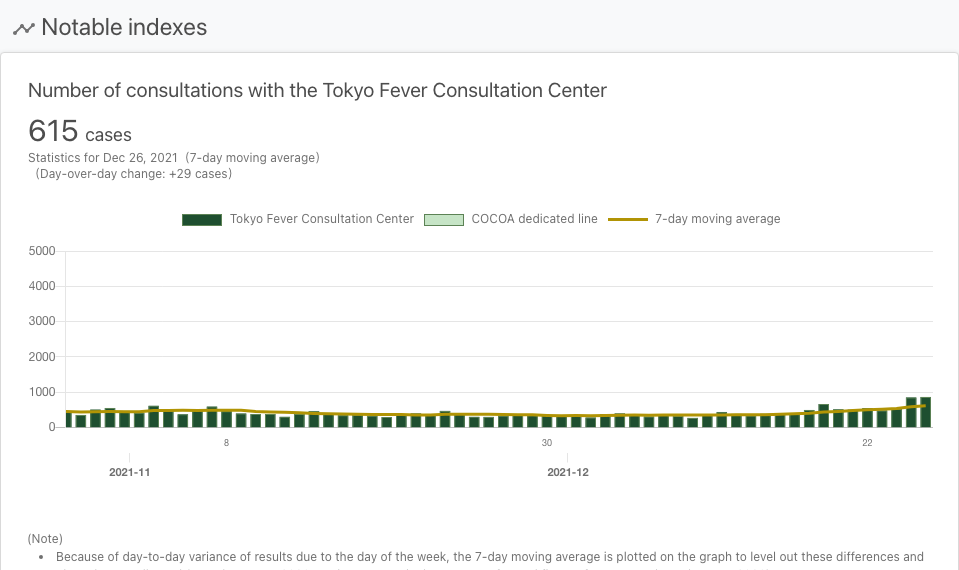 Notable indexes
Number of consultations with the Tokyo Fever Consultation Center
615 cases
Statistics for Dec 26, 2021 (7-day moving average)
(Day-over-day change: +29 cases)
Tokyo Fever Consultation Center COCOA dedicated line 7-day moving average
5000
4000
3000
2000
1000
0
8 30 22
2021-11 2021-12
(Note)
• Because of day-to-day variance of results due to the day of the week, the 7-day moving average is plotted on the graph to level out these differences and